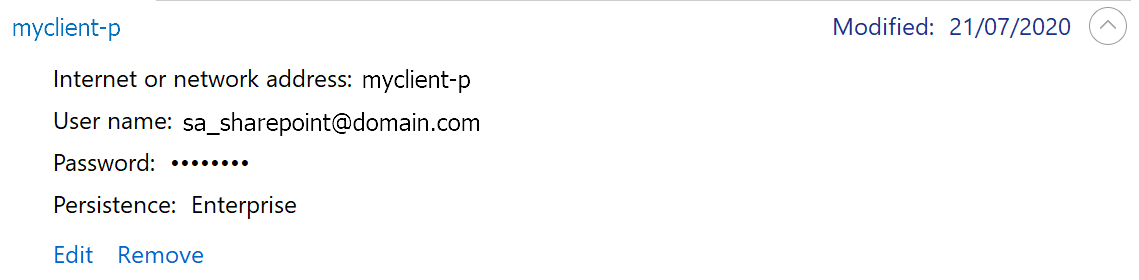 myclient-p Modified: 21/07/2020
Internet or network address: myclient-p
User name: sa_sharepoint@domain.com
Password: ••••••••
Persistence: Enterprise
Edit Remove